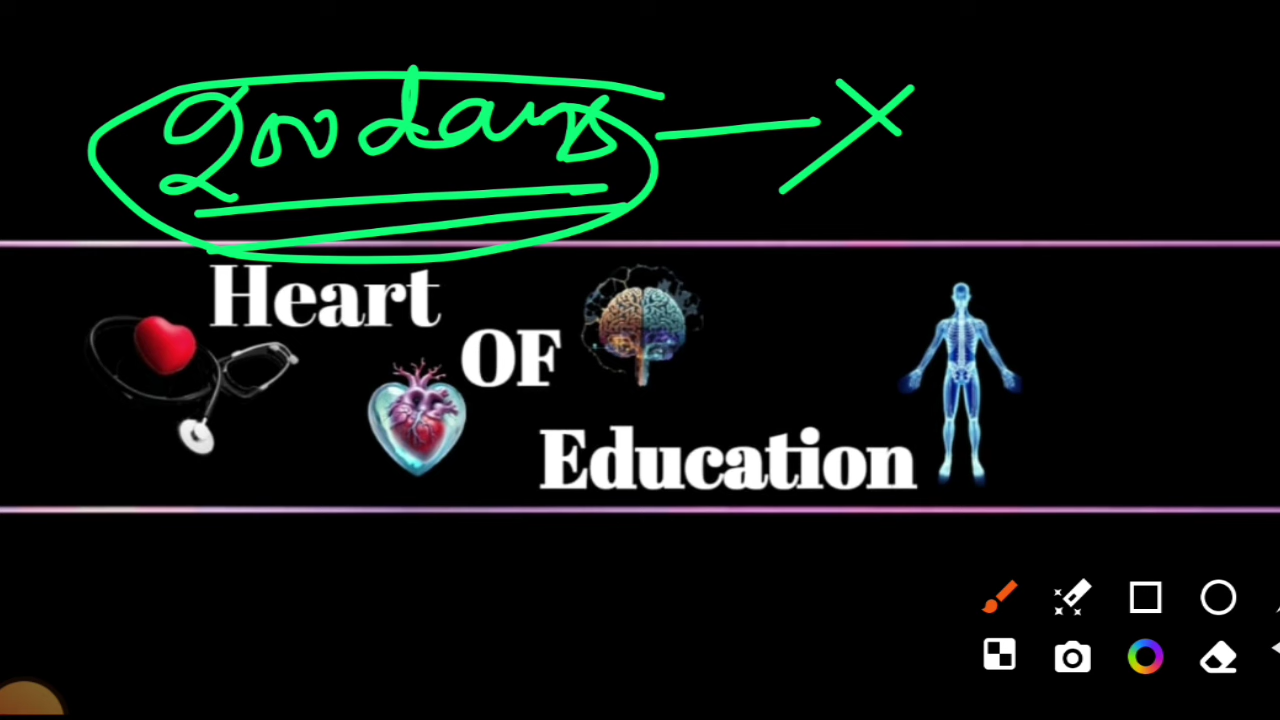 200 days — X
Heart
OF
Education